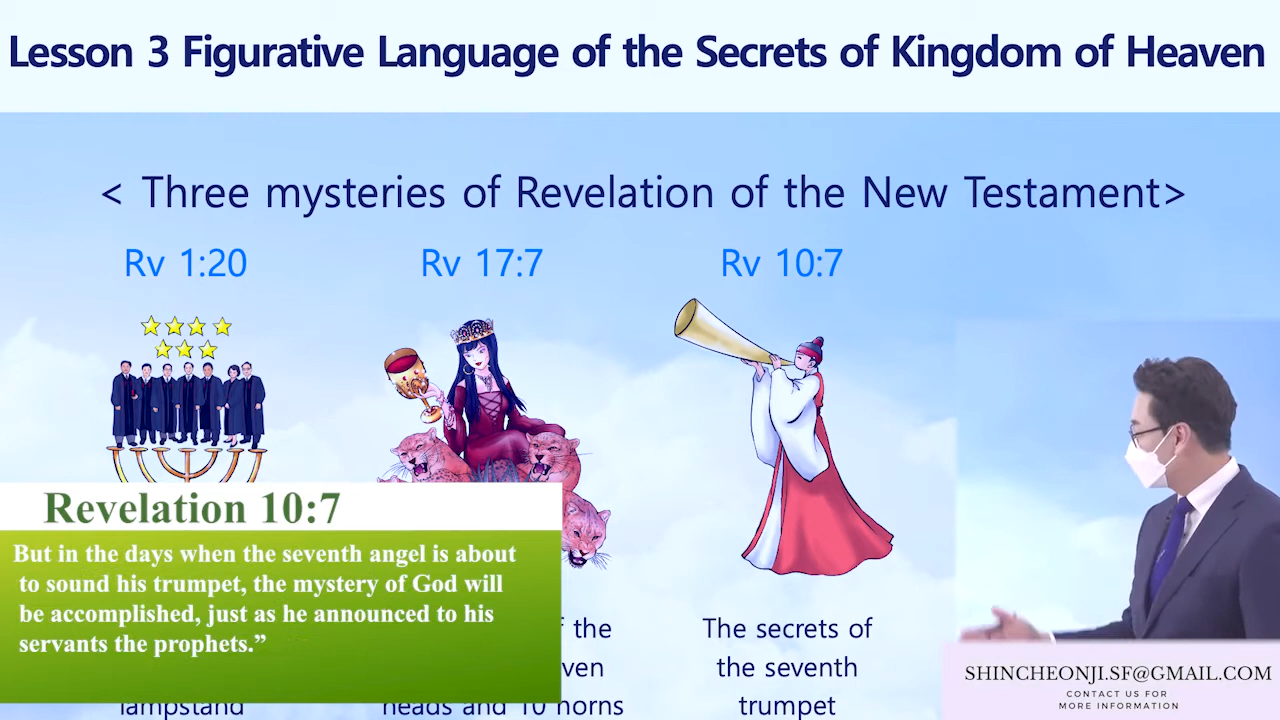 Lesson 3 Figurative Language of the Secrets of Kingdom of Heaven
< Three mysteries of Revelation of the New Testament>
Rv 1:20
Rv 17:7
Rv 10:7
Revelation 10:7
But in the days when the seventh angel is about
to sound his trumpet, the mystery of God will
be accomplished, just as he announced to his
servants the prophets.”
lampstand
the
heads and 10 horns
The secrets of
the seventh
trumpet
SHINCHEONJI.SF@GMAIL.COM
CONTACT US FOR
MORE INFORMATION